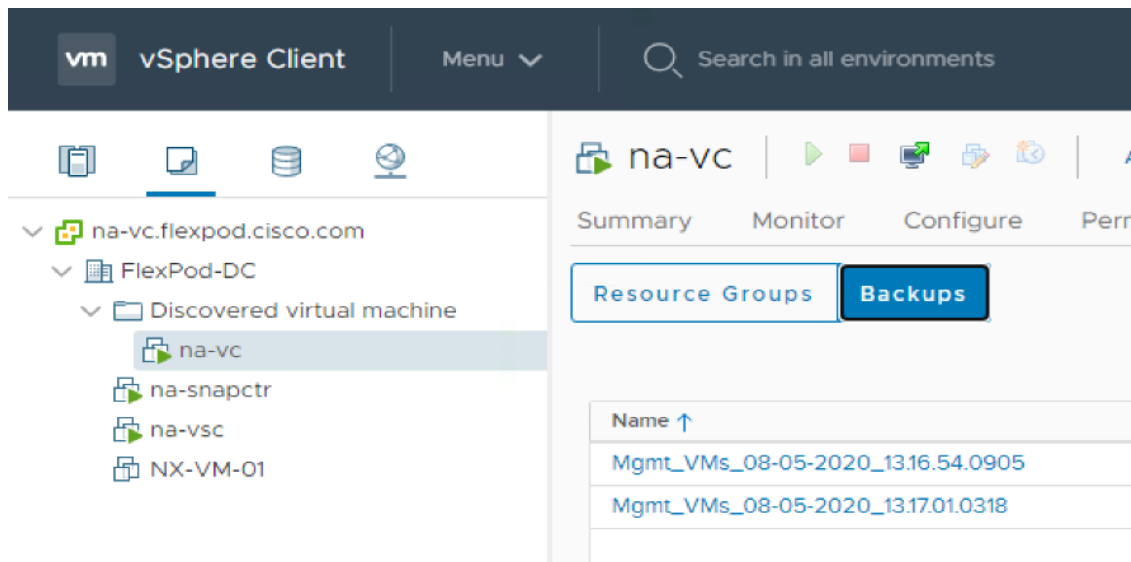 vm vSphere Client Menu Search in all environments
na-vc
Summary Monitor Configure
na-vc.flexpod.cisco.com
FlexPod-DC
Discovered virtual machine
na-vc
na-snapctr
na-vsc
NX-VM-01
Resource Groups Backups
Name
Mgmt_VMs_08-05-2020_13.16.54.0905
Mgmt_VMs_08-05-2020_13.17.01.0318